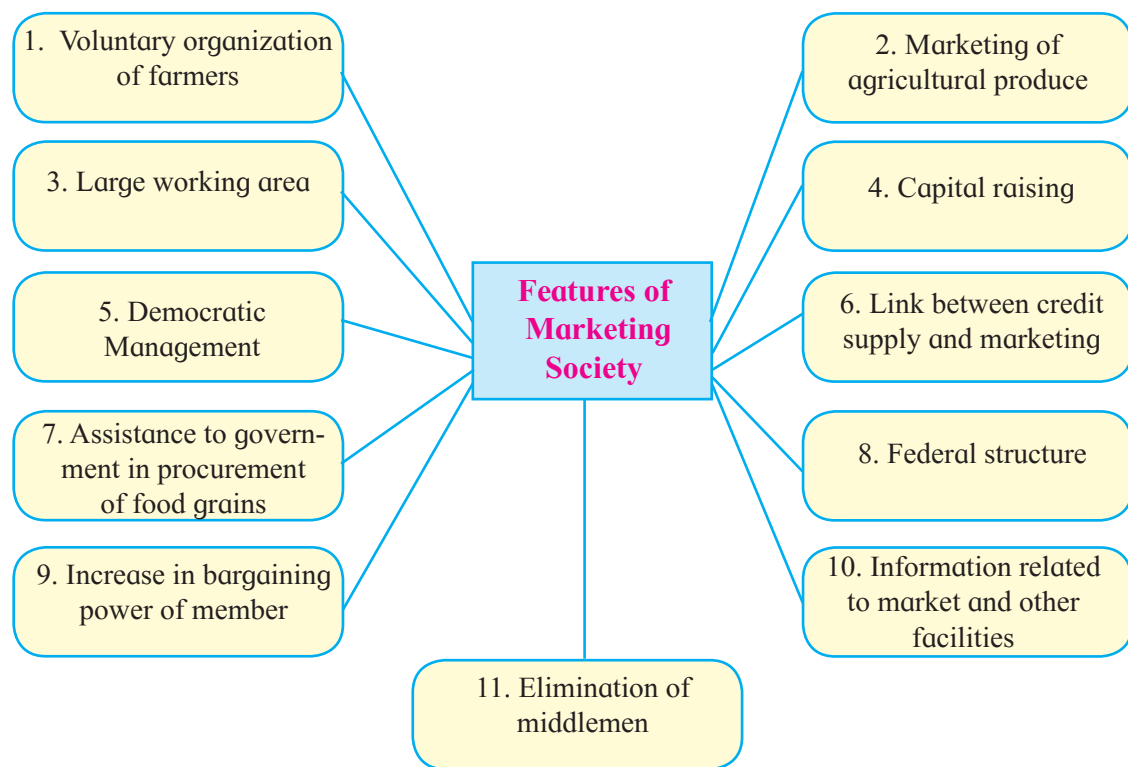 1. Voluntary organization
of farmers
2. Marketing of
agricultural produce
3. Large working area
4. Capital raising
Features of
Marketing
Society
5. Democratic
Management
6. Link between credit
supply and marketing
7. Assistance to govern-
ment in procurement
of food grains
8. Federal structure
9. Increase in bargaining
power of member
10. Information related
to market and other
facilities
11. Elimination of
middlemen